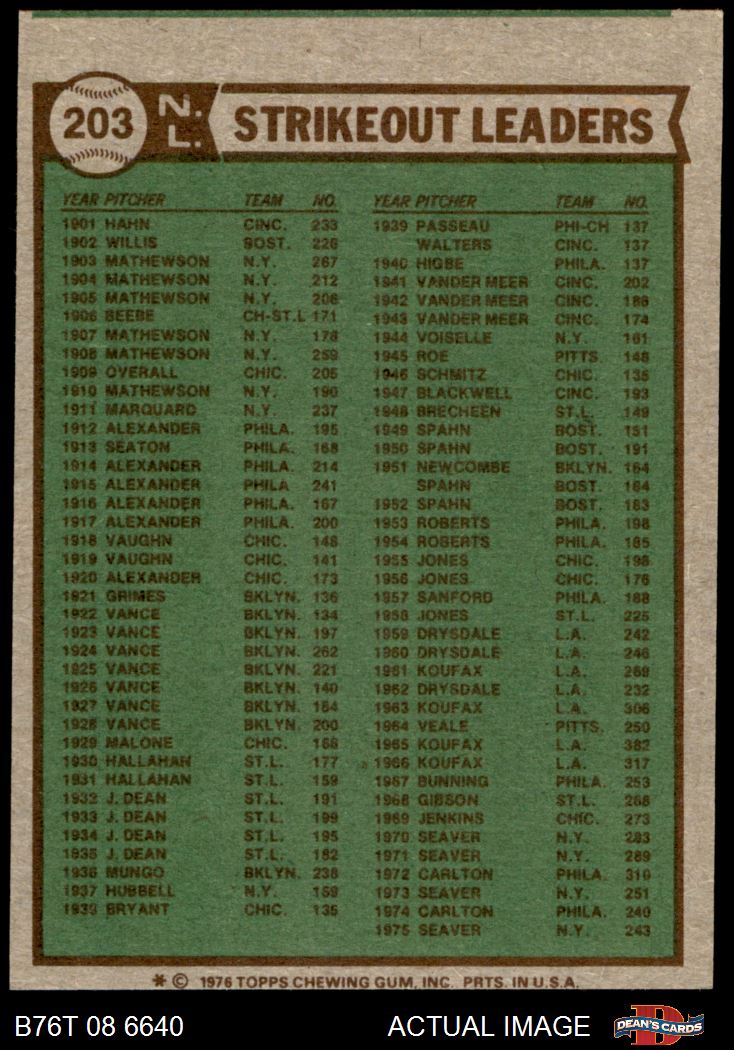 203 N.L. STRIKEOUT LEADERS
YEAR PITCHER TEAM NO.
1901 HAHN CINC. 233
1902 WILLIS BOST. 226
1903 MATHEWSON N.Y. 267
1904 MATHEWSON N.Y. 212
1905 MATHEWSON N.Y. 206
1906 BEEBE CH-ST.L 171
1907 MATHEWSON N.Y. 178
1908 MATHEWSON N.Y. 259
1909 OVERALL CHIC. 205
1910 MATHEWSON N.Y. 190
1911 MARQUARD N.Y. 237
1912 ALEXANDER PHILA. 195
1913 SEATON PHILA. 168
1914 ALEXANDER PHILA. 214
1915 ALEXANDER PHILA. 241
1916 ALEXANDER PHILA. 167
1917 ALEXANDER PHILA. 200
1918 VAUGHN CHIC. 148
1919 VAUGHN CHIC. 141
1920 ALEXANDER CHIC. 173
1921 GRIMES BKLYN. 136
1922 VANCE BKLYN. 134
1923 VANCE BKLYN. 197
1924 VANCE BKLYN. 262
1925 VANCE BKLYN. 221
1926 VANCE BKLYN. 140
1927 VANCE BKLYN. 184
1928 VANCE BKLYN. 200
1929 MALONE CHIC. 166
1930 HALLAHAN ST.L. 177
1931 HALLAHAN ST.L. 159
1932 J. DEAN ST.L. 191
1933 J. DEAN ST.L. 199
1934 J. DEAN ST.L. 195
1935 J. DEAN ST.L. 182
1936 MUNGO BKLYN. 238
1937 HUBBELL N.Y. 159
1938 BRYANT CHIC. 135
YEAR PITCHER TEAM NO.
1939 PASSEAU PHI-CH 137
WALTERS CINC. 137
1940 HIGBE PHILA. 137
1941 VANDER MEER CINC. 202
1942 VANDER MEER CINC. 186
1943 VANDER MEER CINC. 174
1944 VOISELLE N.Y. 161
1945 ROE PITTS. 148
1946 SCHMITZ CHIC. 135
1947 BLACKWELL CINC. 193
1948 BRECHEEN ST.L. 149
1949 SPAHN BOST. 151
1950 SPAHN BOST. 191
1951 NEWCOMBE BKLYN. 164
SPAHN BOST. 164
1952 SPAHN BOST. 183
1953 ROBERTS PHILA. 198
1954 ROBERTS PHILA. 185
1955 JONES CHIC. 198
1956 JONES CHIC. 176
1957 SANFORD PHILA. 188
1958 JONES ST.L. 225
1959 DRYSDALE L.A. 242
1960 DRYSDALE L.A. 246
1961 KOUFAX L.A. 269
1962 DRYSDALE L.A. 232
1963 KOUFAX L.A. 306
1964 VEALE PITTS. 250
1965 KOUFAX L.A. 382
1966 KOUFAX L.A. 317
1967 BUNNING PHILA. 253
1968 GIBSON ST.L. 268
1969 JENKINS CHIC. 273
1970 SEAVER N.Y. 283
1971 SEAVER N.Y. 289
1972 CARLTON PHILA. 310
1973 SEAVER N.Y. 251
1974 CARLTON PHILA. 240
1975 SEAVER N.Y. 243
* © 1976 TOPPS CHEWING GUM, INC. PRTS. IN U.S.A.
B76T 08 6640 ACTUAL IMAGE D DEAN'S CARDS